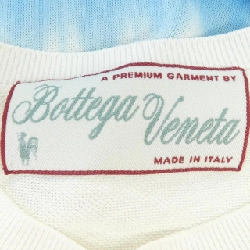 A PREMIUM GARMENT BY
Bottega Veneta
MADE IN ITALY